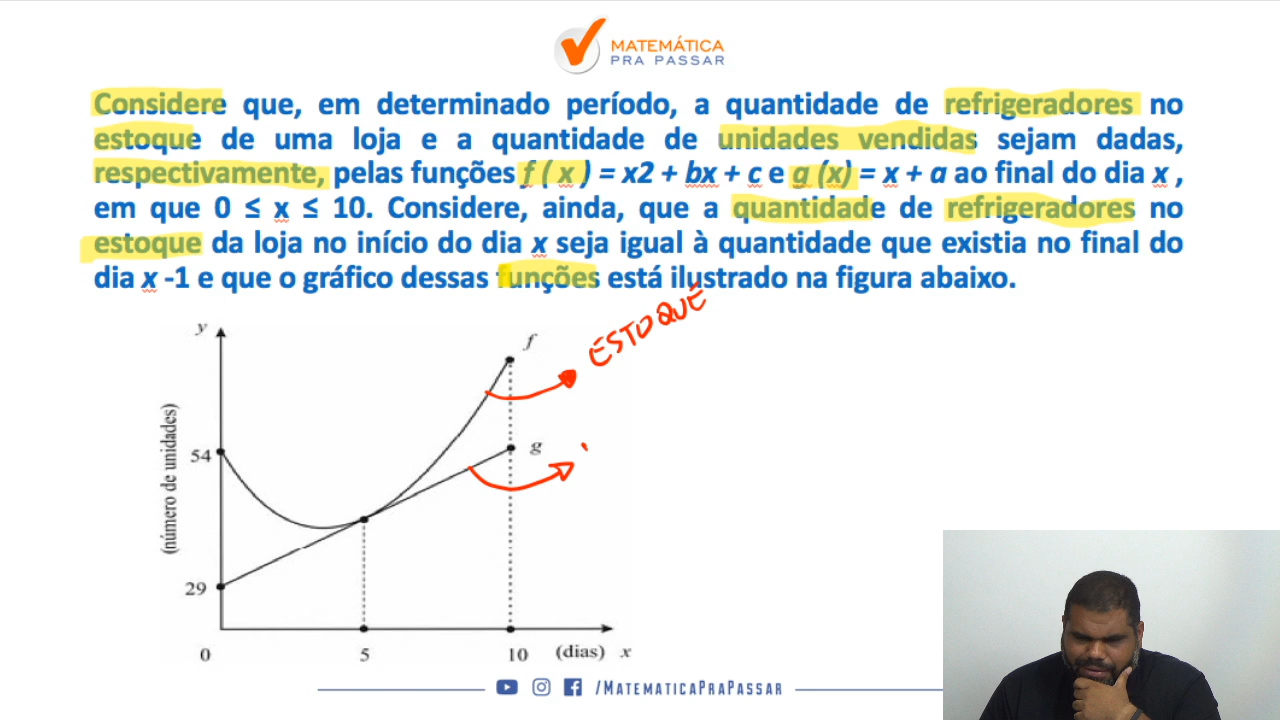 MATEMÁTICA
PRA PASSAR
Considere que, em determinado período, a quantidade de refrigeradores no
estoque de uma loja e a quantidade de unidades vendidas sejam dadas,
respectivamente, pelas funções f ( x ) = x2 + bx + c e g (x) = x + a ao final do dia x ,
em que 0 ≤ x ≤ 10. Considere, ainda, que a quantidade de refrigeradores no
estoque da loja no início do dia x seja igual à quantidade que existia no final do
dia x -1 e que o gráfico dessas funções está ilustrado na figura abaixo.
y
f
ESTOQUE
(número de unidades)
54
g
29
0
5
10
(dias) x
/MATEMATICAPRAPASSAR